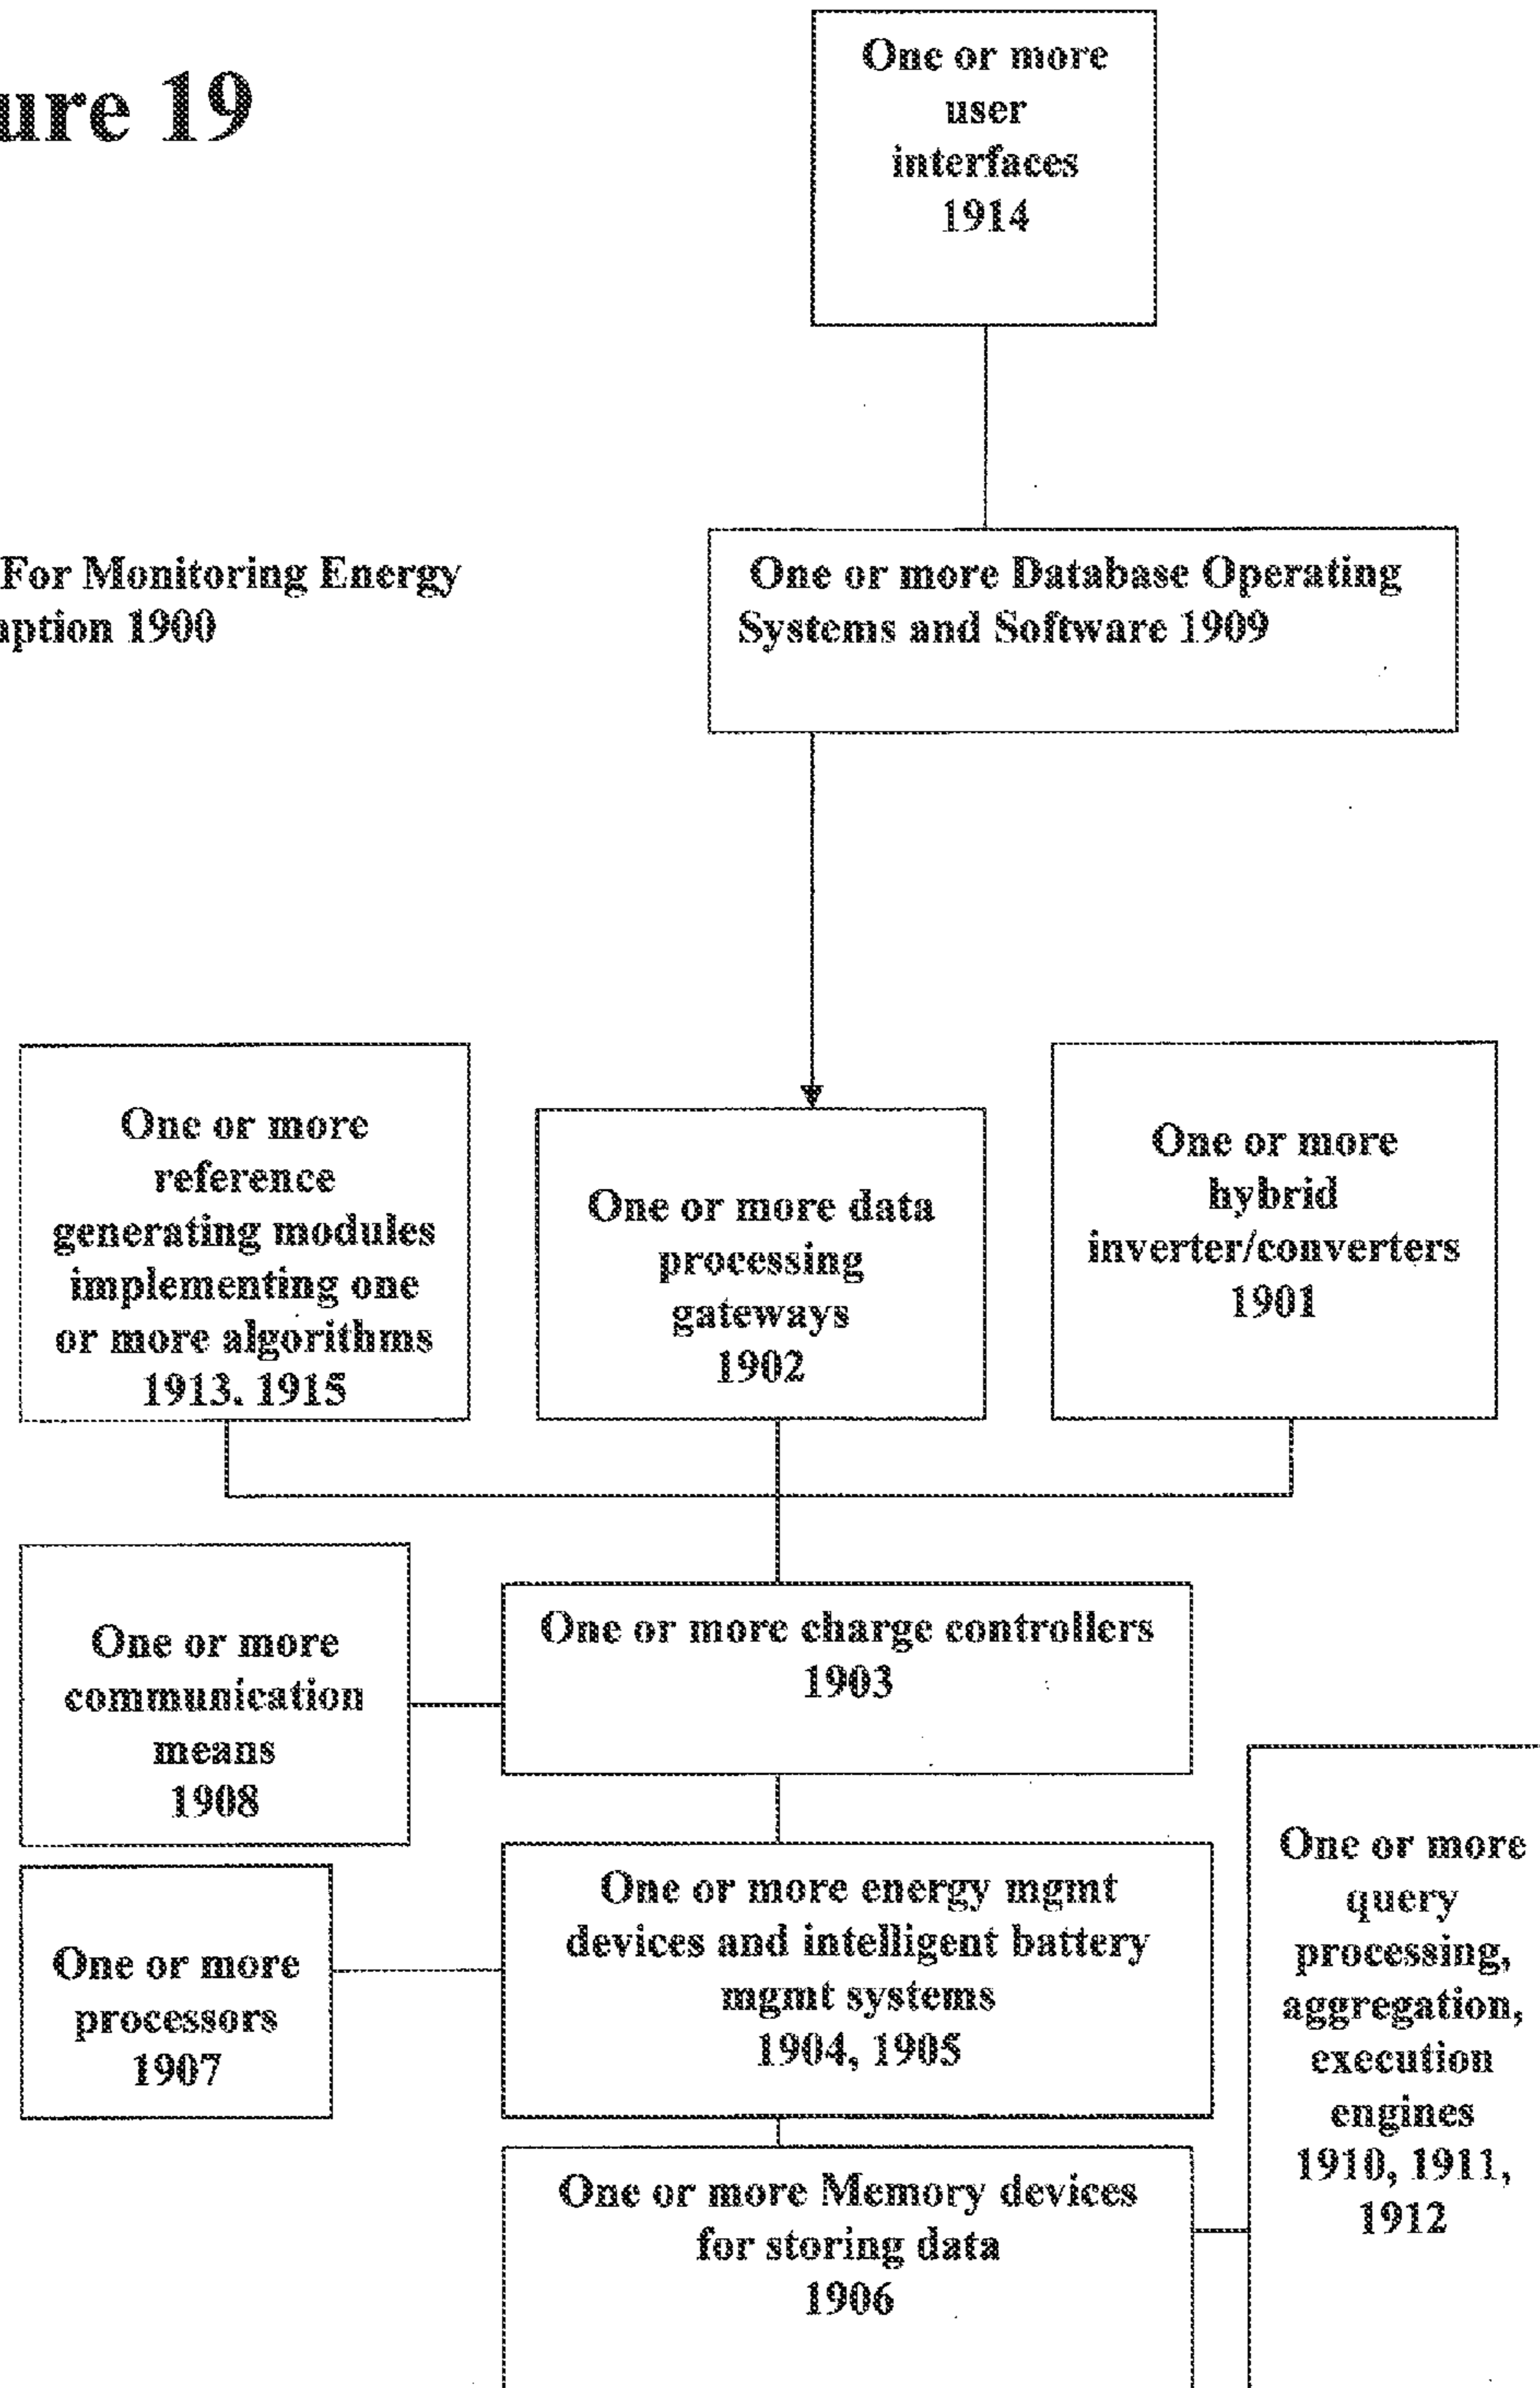 One or more
user
interfaces
1914
ure 19
For Monitoring Energy
ption 1900
One or more Database Operating
Systems and Software 1909
One or more
reference
generating modules
implementing one
or more algorithms
1913. 1915
One or more data
processing
gateways
1902
One or more
hybrid
inverter/converters
1901
One or more
communication
means
1908
One or more charge controllers
1903
One or more
processors
1907
One or more energy mgmt
devices and intelligent battery
mgmt systems
1904, 1905
One or more
query
processing,
aggregation,
execution
engines
1910, 1911,
1912
One or more Memory devices
for storing data
1906